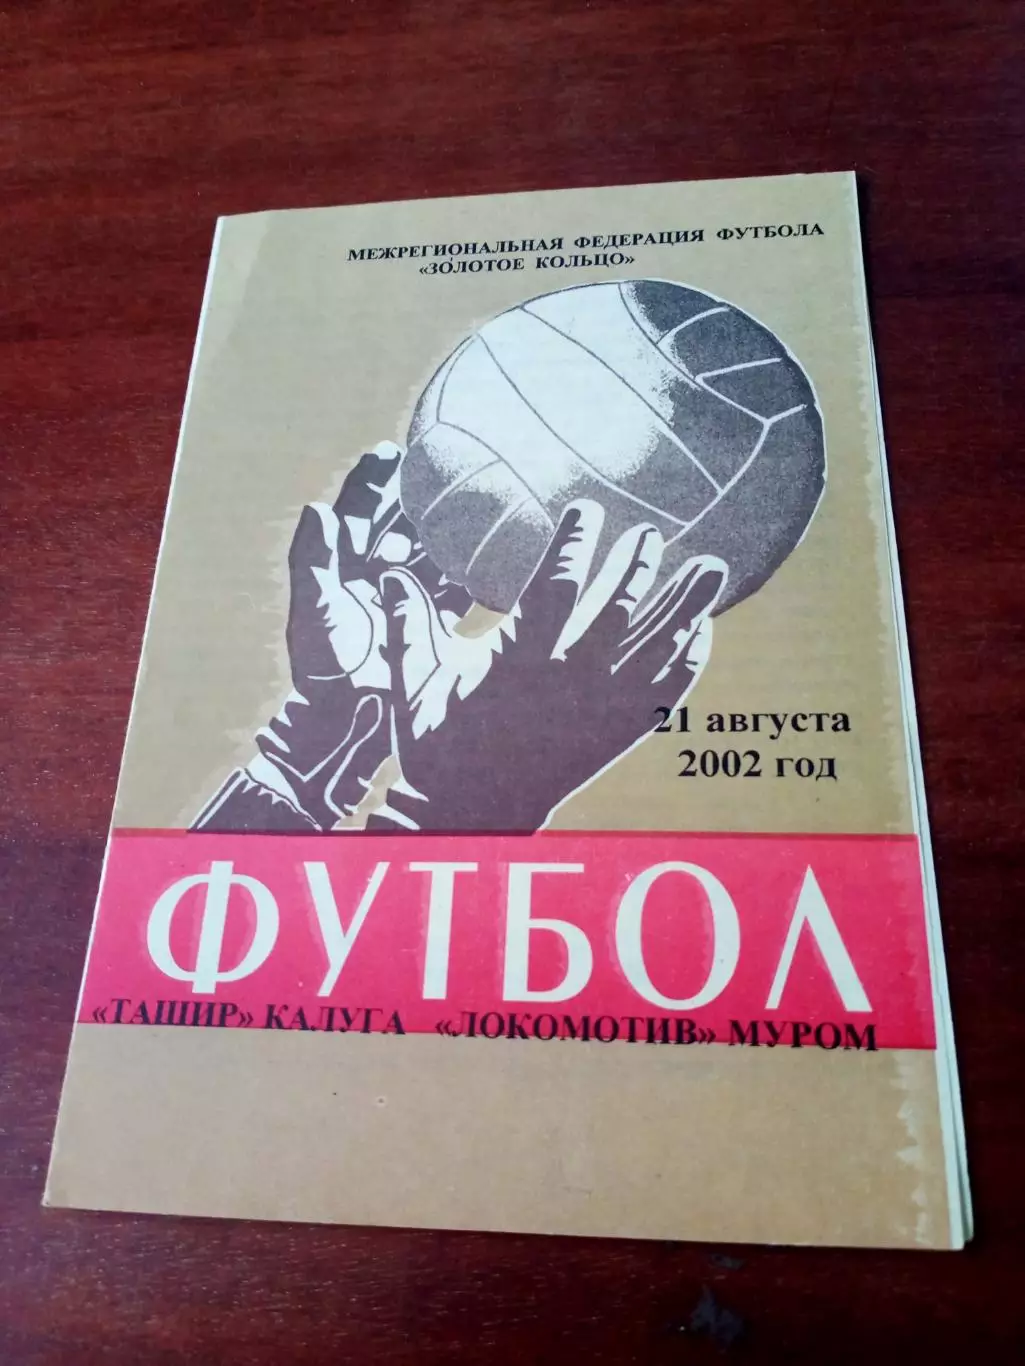 МЕЖРЕГИОНАЛЬНАЯ ФЕДЕРАЦИЯ ФУТБОЛА
«ЗОЛОТОЕ КОЛЬЦО»
21 августа
2002 год
ФУТБОЛ
«ТАШИР» КАЛУГА «ЛОКОМОТИВ» МУРОМ